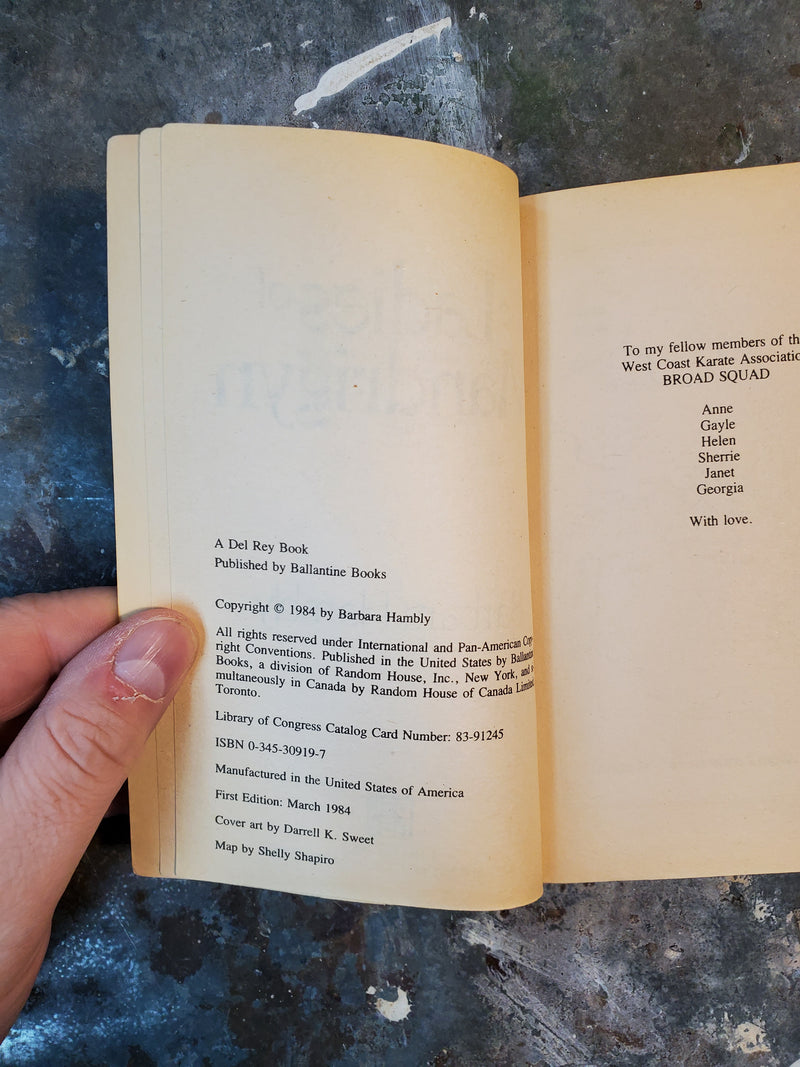 A Del Rey Book
Published by Ballantine Books
Copyright © 1984 by Barbara Hambly
All rights reserved under International and Pan-American Copy-
right Conventions. Published in the United States by Ballantine
Books, a division of Random House, Inc., New York, and
multaneously in Canada by Random House of Canada Limited
Toronto.
Library of Congress Catalog Card Number: 83-91245
ISBN 0-345-30919-7
Manufactured in the United States of America
First Edition: March 1984
Cover art by Darrell K. Sweet
Map by Shelly Shapiro
To my fellow members of th
West Coast Karate Associatio
BROAD SQUAD
Anne
Gayle
Helen
Sherrie
Janet
Georgia
With love.